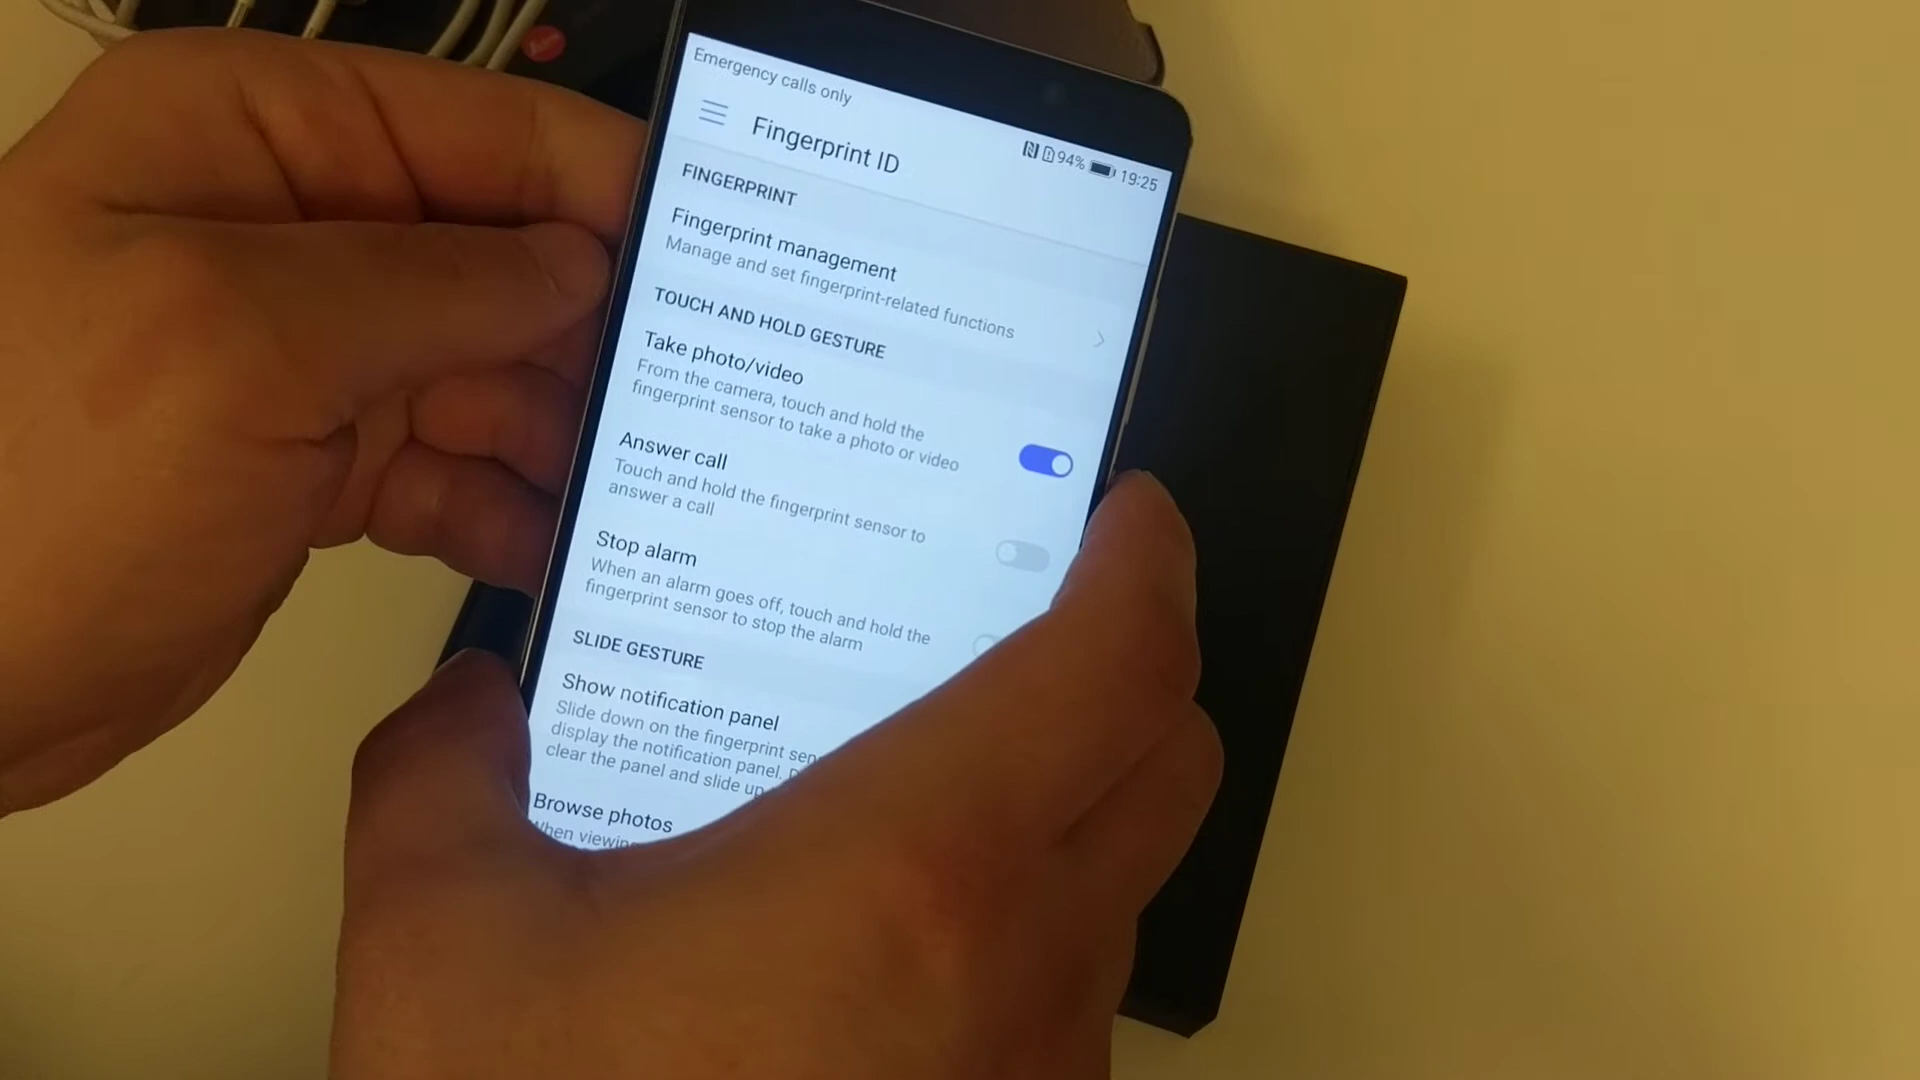 Emergency calls only
94% 19:25
Fingerprint ID
FINGERPRINT
Fingerprint management
Manage and set fingerprint-related functions
TOUCH AND HOLD GESTURE
Take photo/video
From the camera, touch and hold the
fingerprint sensor to take a photo or video
Answer call
Touch and hold the fingerprint sensor to
answer a call
Stop alarm
When an alarm goes off, touch and hold the
fingerprint sensor to stop the alarm
SLIDE GESTURE
Show notification panel
Slide down on the fingerprint
display the notification panel.
clear the panel and slide up
Browse photos
When